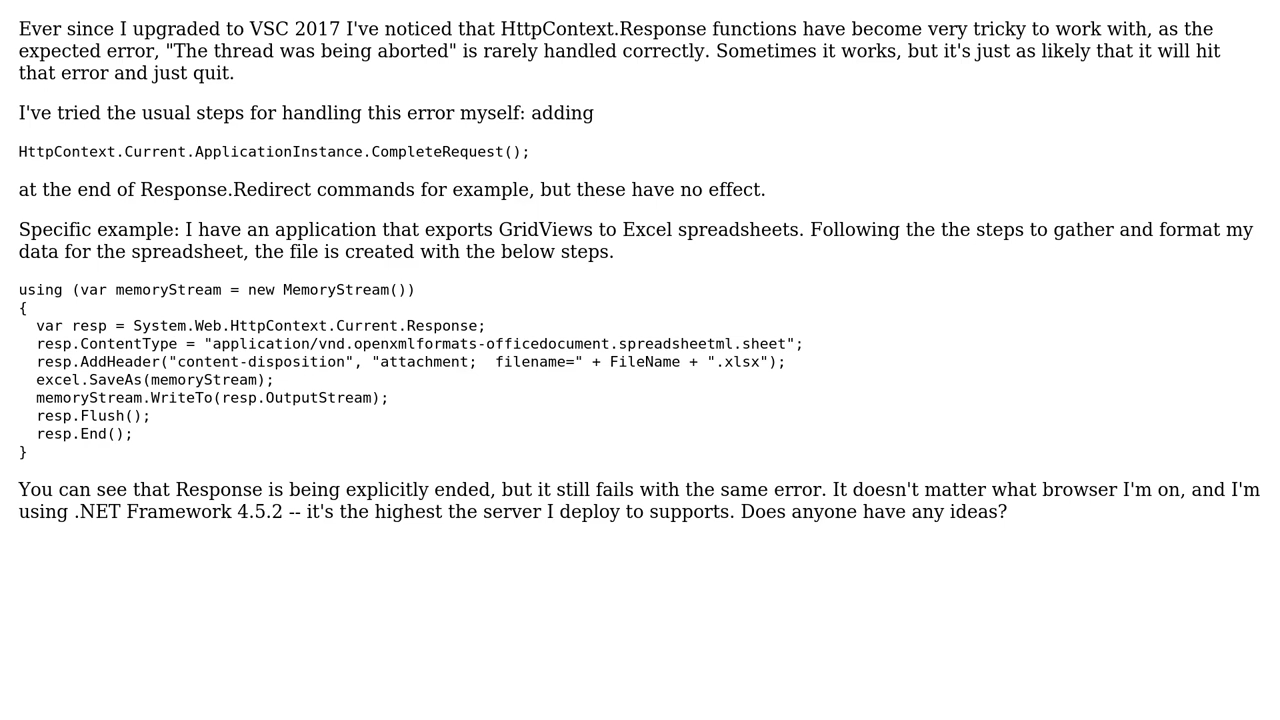 Ever since I upgraded to VSC 2017 I've noticed that HttpContext.Response functions have become very tricky to work with, as the
expected error, "The thread was being aborted" is rarely handled correctly. Sometimes it works, but it's just as likely that it will hit
that error and just quit.
I've tried the usual steps for handling this error myself: adding
HttpContext.Current.ApplicationInstance.CompleteRequest();
at the end of Response.Redirect commands for example, but these have no effect.
Specific example: I have an application that exports GridViews to Excel spreadsheets. Following the the steps to gather and format my
data for the spreadsheet, the file is created with the below steps.
using (var memoryStream = new MemoryStream())
{
  var resp = System.Web.HttpContext.Current.Response;
  resp.ContentType = "application/vnd.openxmlformats-officedocument.spreadsheetml.sheet";
  resp.AddHeader("content-disposition", "attachment;  filename=" + FileName + ".xlsx");
  excel.SaveAs(memoryStream);
  memoryStream.WriteTo(resp.OutputStream);
  resp.Flush();
  resp.End();
}
You can see that Response is being explicitly ended, but it still fails with the same error. It doesn't matter what browser I'm on, and I'm
using .NET Framework 4.5.2 -- it's the highest the server I deploy to supports. Does anyone have any ideas?